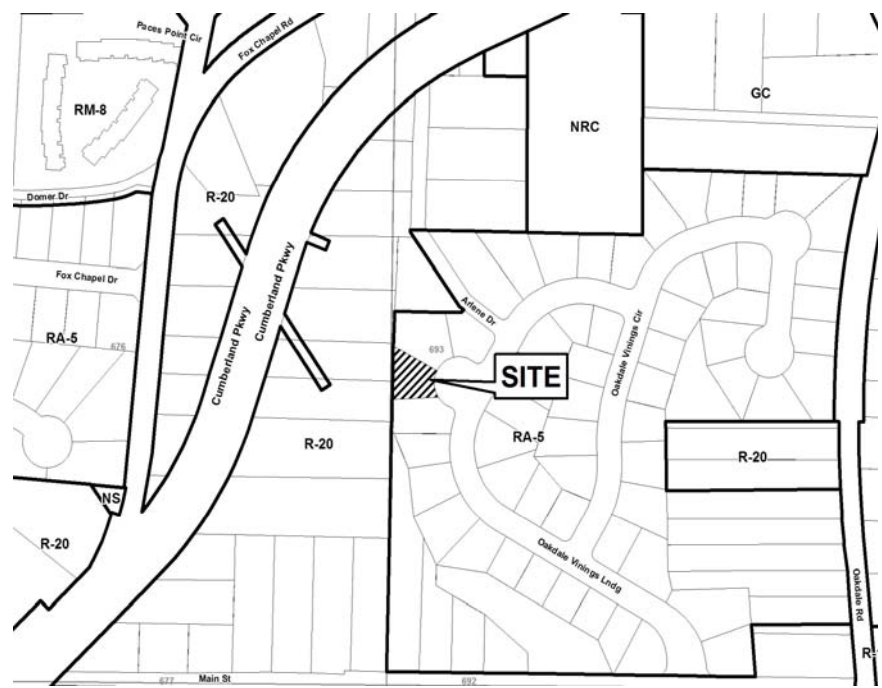 Paces Point Cir
Fox Chapel Rd
RM-8
GC
NRC
R-20
Domer Dr
Fox Chapel Dr
Cumberland Pkwy
Cumberland Pkwy
Arlene Dr
Oakdale Vinings Cir
RA-5
676
693
SITE
R-20
RA-5
R-20
NS
R-20
Oakdale Vinings Lndg
Oakdale Rd
677
Main St
692